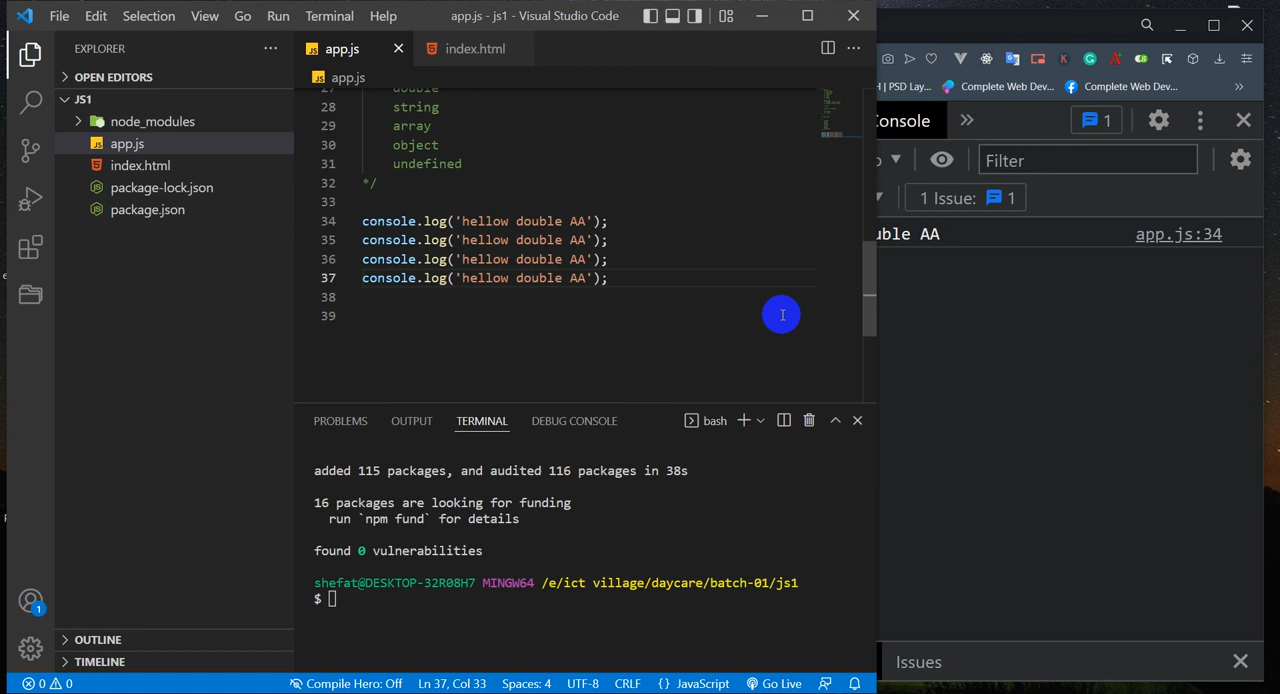 File Edit Selection View Go Run Terminal Help app.js - js1 - Visual Studio Code
EXPLORER
OPEN EDITORS
JS1
node_modules
app.js
index.html
package-lock.json
package.json
OUTLINE
TIMELINE
app.js index.html
app.js
27 double
28 string
29 array
30 object
31 undefined
32 */
33
34 console.log('hellow double AA');
35 console.log('hellow double AA');
36 console.log('hellow double AA');
37 console.log('hellow double AA');
38
39
PROBLEMS OUTPUT TERMINAL DEBUG CONSOLE bash
added 115 packages, and audited 116 packages in 38s
16 packages are looking for funding
run `npm fund` for details
found 0 vulnerabilities
shefat@DESKTOP-32R08H7 MINGW64 /e/ict village/daycare/batch-01/js1
$
1
0 0 Compile Hero: Off Ln 37, Col 33 Spaces: 4 UTF-8 CRLF {} JavaScript Go Live
| PSD Lay... Complete Web Dev... Complete Web Dev... »
onsole » 1
Filter
1 Issue: 1
uble AA app.js:34
Issues